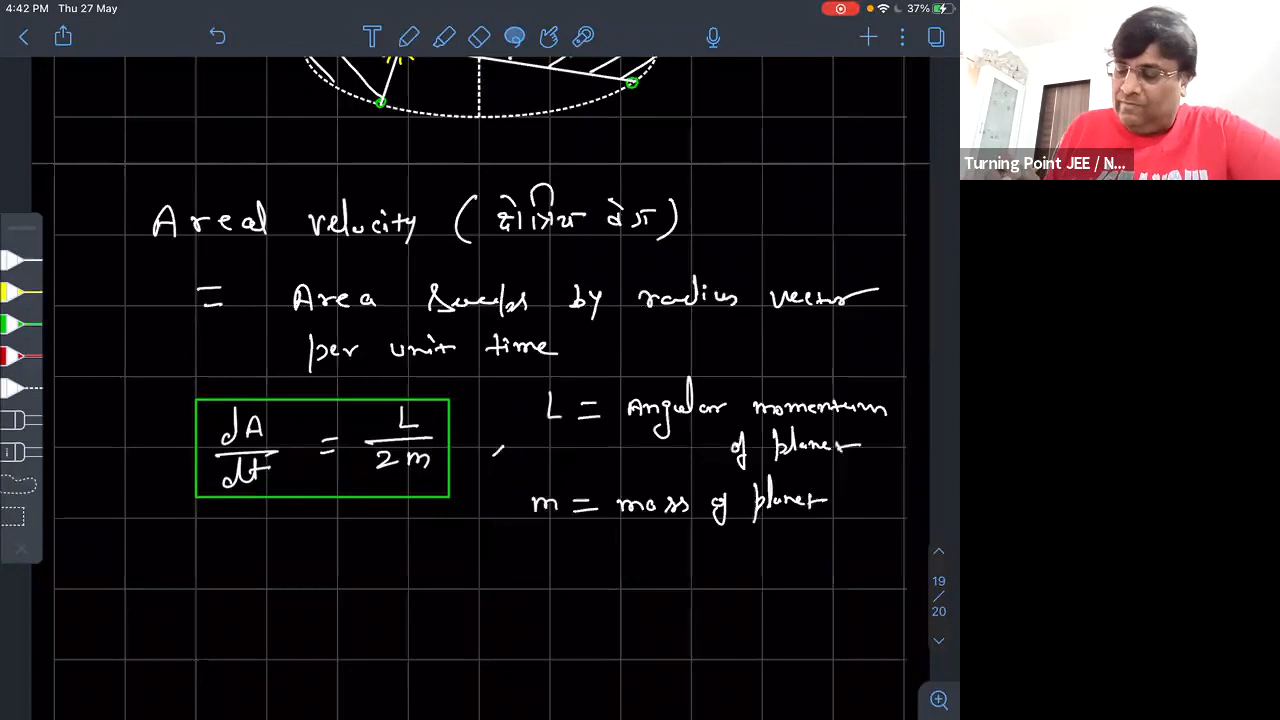 4:42 PM Thu 27 May
37%
Turning Point JEE / N...
Areal velocity (क्षेत्रिय वेग)
= Area sweeps by radius vector
per unit time
dA/dt = L/2m , L = Angular momentum
of planet
m = mass of planet
19
/
20